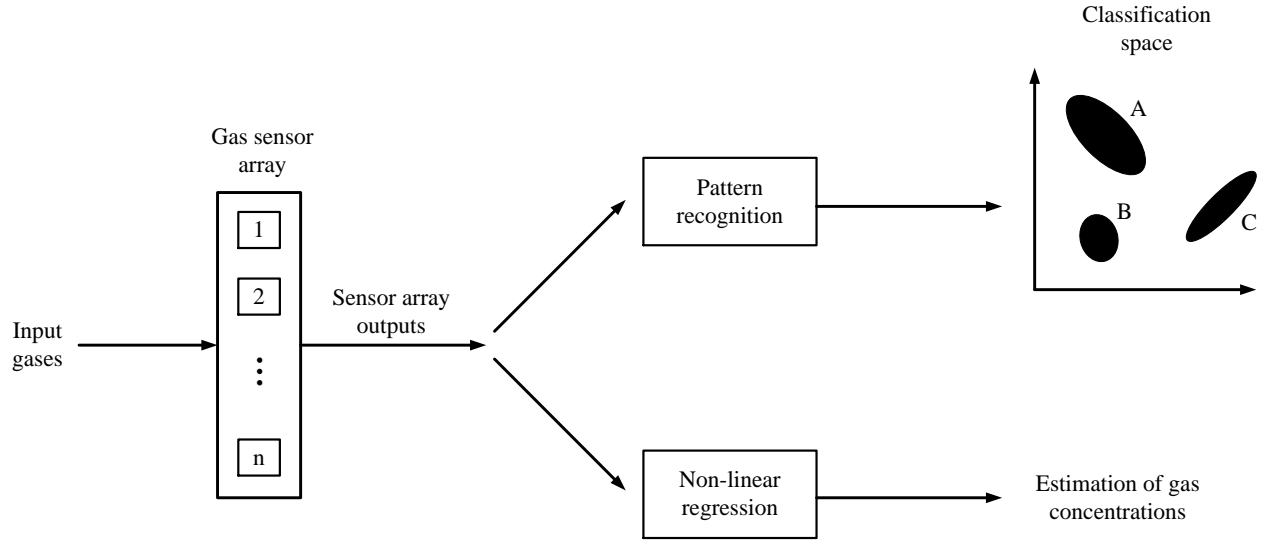 Classification
space
A
B
C
Gas sensor
array
1
2
n
Input
gases
Sensor array
outputs
Pattern
recognition
Non-linear
regression
Estimation of gas
concentrations